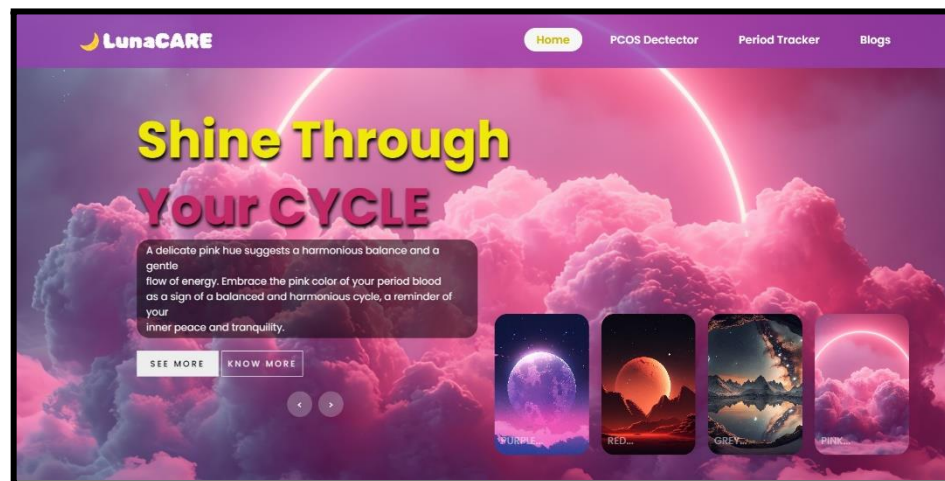 LunaCARE
Home PCOS Dectector Period Tracker Blogs
Shine Through
Your CYCLE
A delicate pink hue suggests a harmonious balance and a
gentle
flow of energy. Embrace the pink color of your period blood
as a sign of a balanced and harmonious cycle, a reminder of
your
inner peace and tranquility.
SEE MORE KNOW MORE
< >
PURPLE... RED... GREY... PINK...